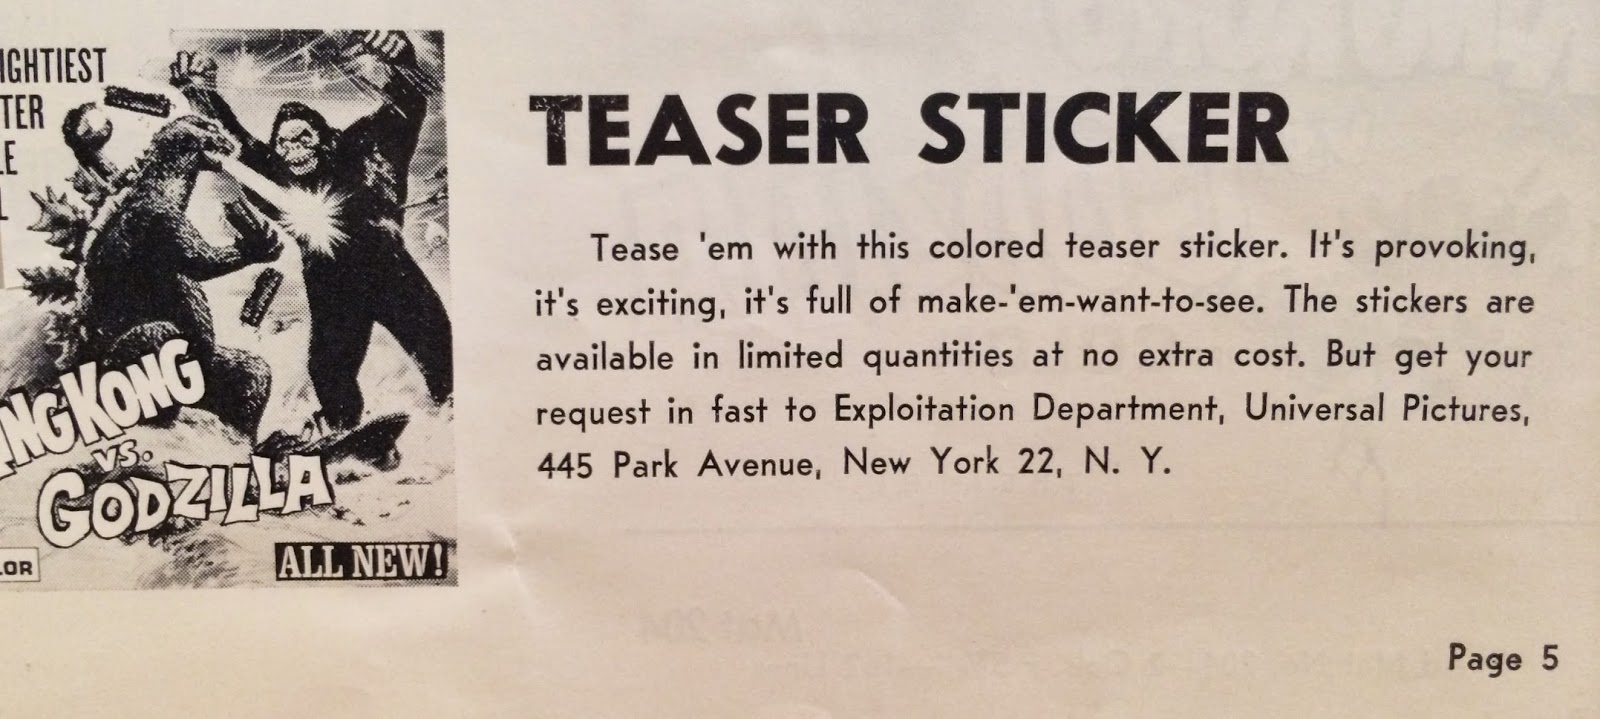 IGHTIEST
TER
LE
L
ING KONG
VS.
GODZILLA
LOR
ALL NEW!
TEASER STICKER
Tease 'em with this colored teaser sticker. It's provoking,
it's exciting, it's full of make-'em-want-to-see. The stickers are
available in limited quantities at no extra cost. But get your
request in fast to Exploitation Department, Universal Pictures,
445 Park Avenue, New York 22, N. Y.
Page 5